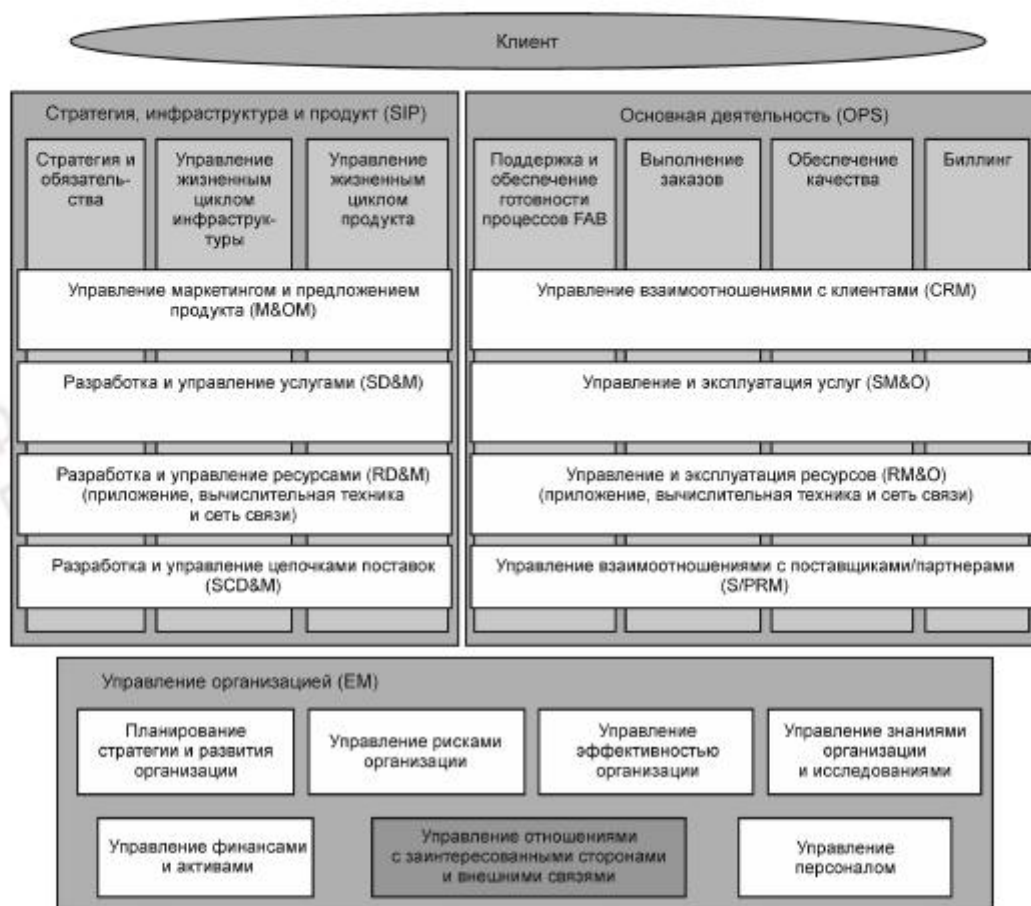 Клиент
Стратегия, инфраструктура и продукт (SIP)
Стратегия и
обязатель-
ства
Управление
жизненным
циклом
инфраструк-
туры
Управление
жизненным
циклом
продукта
Управление маркетингом и предложением
продукта (M&OM)
Разработка и управление услугами (SD&M)
Разработка и управление ресурсами (RD&M)
(приложение, вычислительная техника
и сеть связи)
Разработка и управление цепочками поставок
(SCD&M)
Основная деятельность (OPS)
Поддержка и
обеспечение
готовности
процессов FAB
Выполнение
заказов
Обеспечение
качества
Биллинг
Управление взаимоотношениями с клиентами (CRM)
Управление и эксплуатация услуг (SM&O)
Управление и эксплуатация ресурсов (RM&O)
(приложение, вычислительная техника и сеть связи)
Управление взаимоотношениями с поставщиками/партнерами
(S/PRM)
Управление организацией (EM)
Планирование
стратегии и развития
организации
Управление рисками
организации
Управление
эффективностью
организации
Управление знаниями
организации
и исследованиями
Управление финансами
и активами
Управление отношениями
с заинтересованными сторонами
и внешними связями
Управление
персоналом